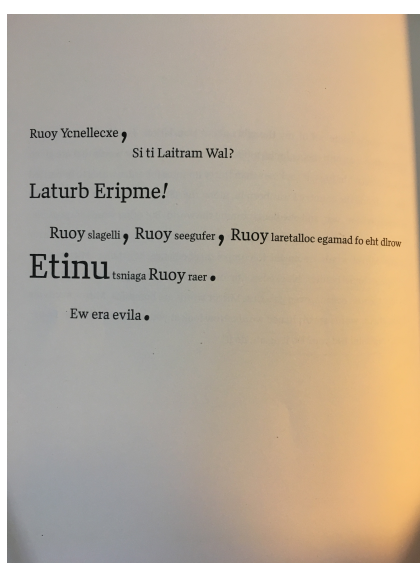 Ruoy Ycnellecxe,
Si ti Laitram Wal?
Laturb Eripme!
Ruoy slagelli, Ruoy seegufer, Ruoy laretalloc egamad fo eht dlrow
Etinu tsniaga Ruoy raer.
Ew era evila.